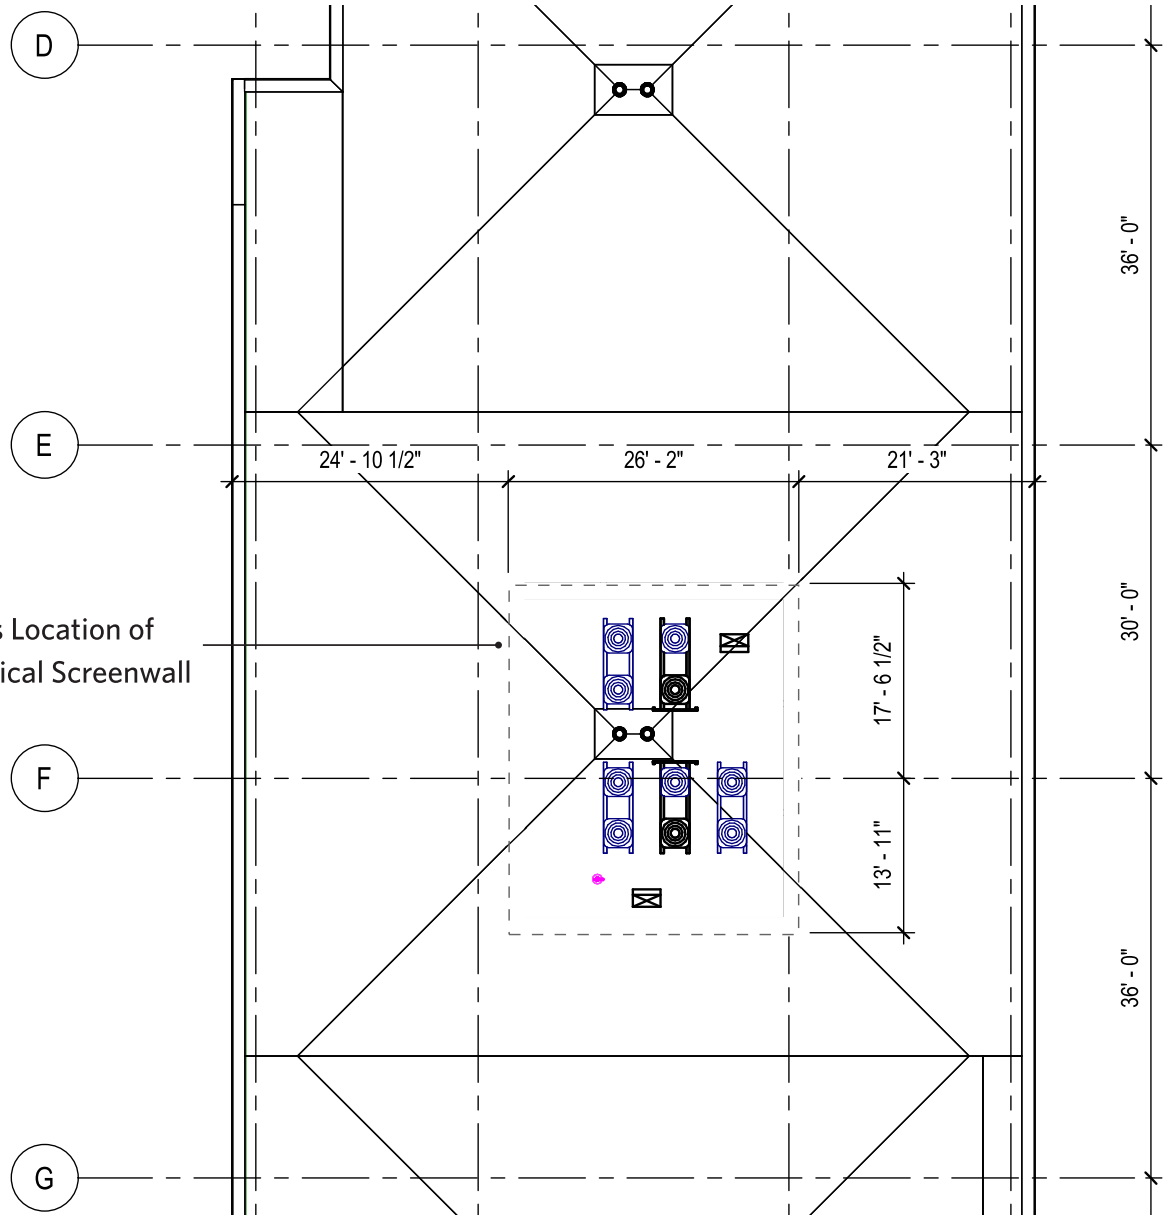 D
36' - 0"
E
24' - 10 1/2"
26' - 2"
21' - 3"
30' - 0"
Location of
17' - 6 1/2"
Screenwall
F
13' - 11"
36' - 0"
G